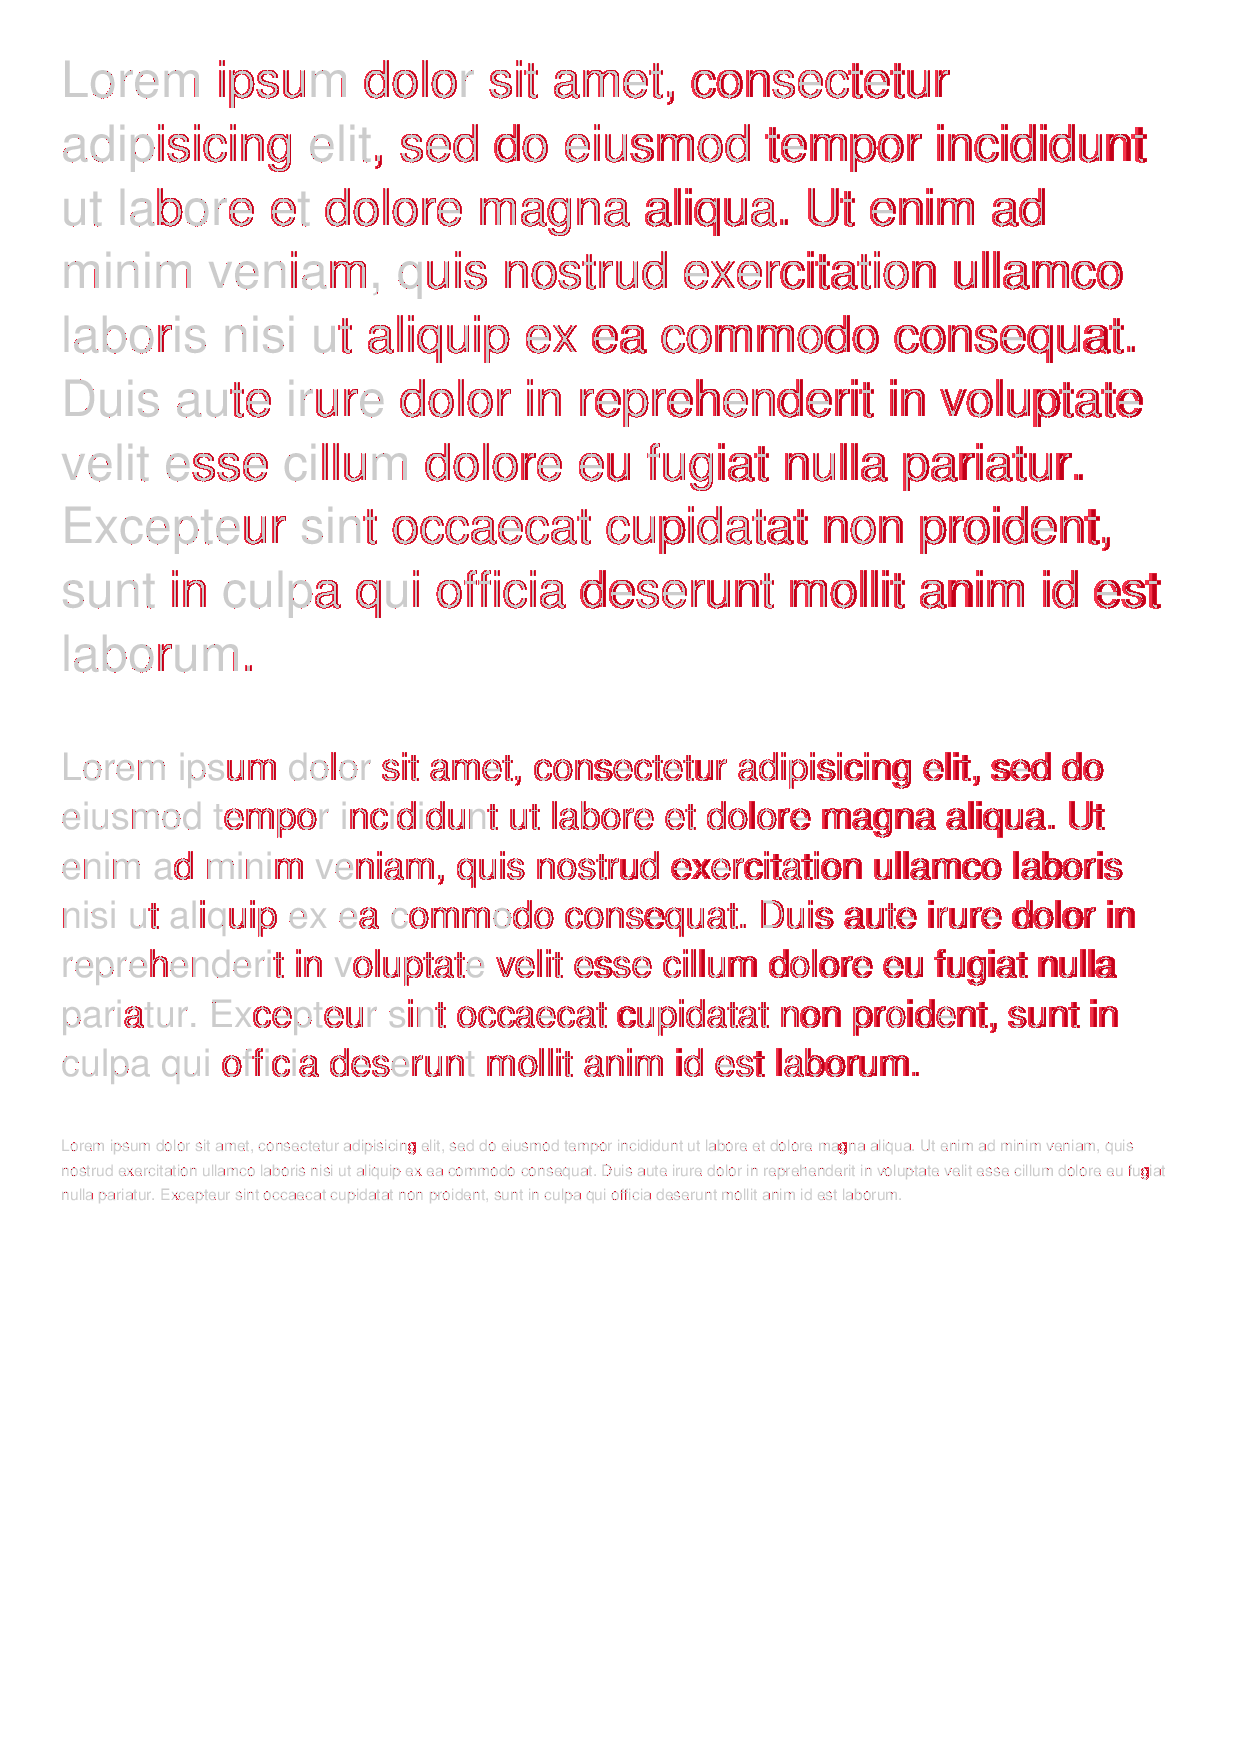 Lorem ipsum dolor sit amet, consectetur
adipisicing elit, sed do eiusmod tempor incididunt
ut labore et dolore magna aliqua. Ut enim ad
minim veniam, quis nostrud exercitation ullamco
laboris nisi ut aliquip ex ea commodo consequat.
Duis aute irure dolor in reprehenderit in voluptate
velit esse cillum dolore eu fugiat nulla pariatur.
Excepteur sint occaecat cupidatat non proident,
sunt in culpa qui officia deserunt mollit anim id est
laborum.
Lorem ipsum dolor sit amet, consectetur adipisicing elit, sed do
eiusmod tempor incididunt ut labore et dolore magna aliqua. Ut
enim ad minim veniam, quis nostrud exercitation ullamco laboris
nisi ut aliquip ex ea commodo consequat. Duis aute irure dolor in
reprehenderit in voluptate velit esse cillum dolore eu fugiat nulla
pariatur. Excepteur sint occaecat cupidatat non proident, sunt in
culpa qui officia deserunt mollit anim id est laborum.
Lorem ipsum dolor sit amet, consectetur adipisicing elit, sed do eiusmod tempor incididunt ut labore et dolore magna aliqua. Ut enim ad minim veniam, quis
nostrud exercitation ullamco laboris nisi ut aliquip ex ea commodo consequat. Duis aute irure dolor in reprehenderit in voluptate velit esse cillum dolore eu fugiat
nulla pariatur. Excepteur sint occaecat cupidatat non proident, sunt in culpa qui officia deserunt mollit anim id est laborum.